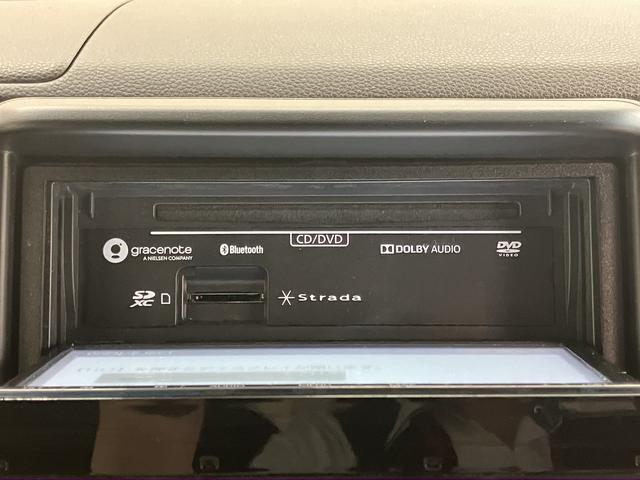 CD/DVD
gracenote
A NIELSEN COMPANY
Bluetooth
DOLBY AUDIO
DVD
VIDEO
SD
XC
Strada